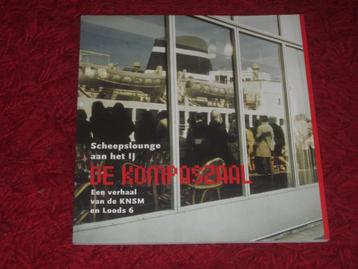 Scheepslounge
aan het IJ
DE KOMPASZAAL
Een verhaal
van de KNSM
en Loods 6